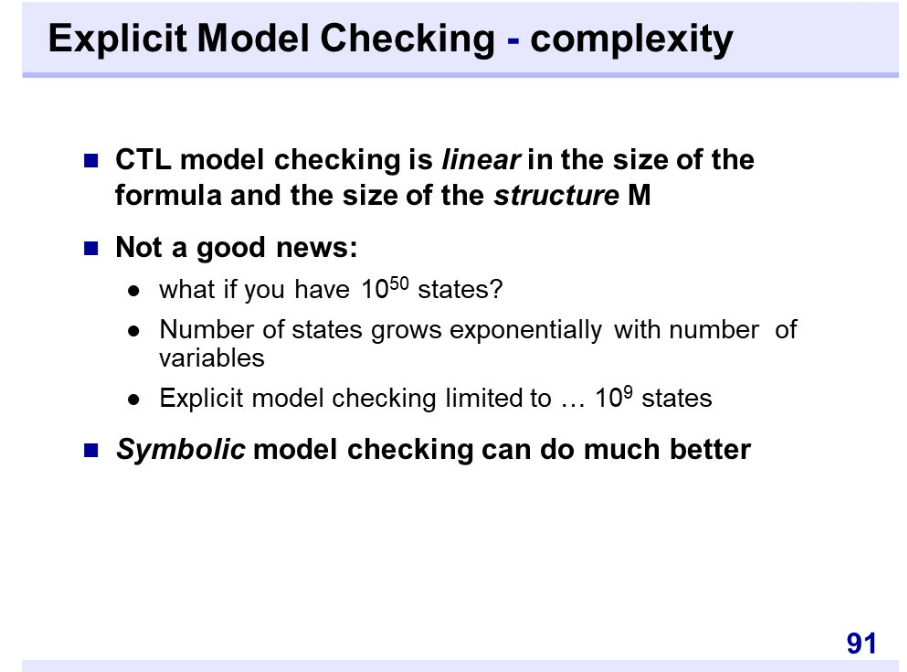 Explicit Model Checking - complexity
CTL model checking is linear in the size of the
formula and the size of the structure M
Not a good news:
what if you have 10⁵⁰ states?
Number of states grows exponentially with number of
variables
Explicit model checking limited to … 10⁹ states
Symbolic model checking can do much better
91